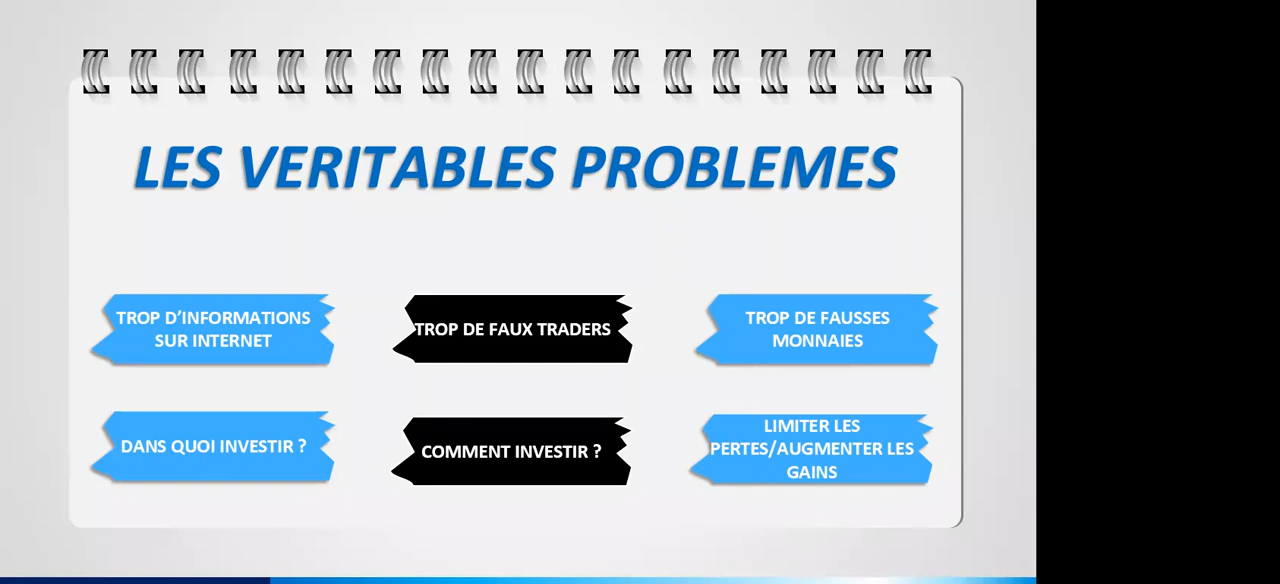 LES VERITABLES PROBLEMES
TROP D’INFORMATIONS
SUR INTERNET
TROP DE FAUX TRADERS
TROP DE FAUSSES
MONNAIES
DANS QUOI INVESTIR ?
COMMENT INVESTIR ?
LIMITER LES
PERTES/AUGMENTER LES
GAINS